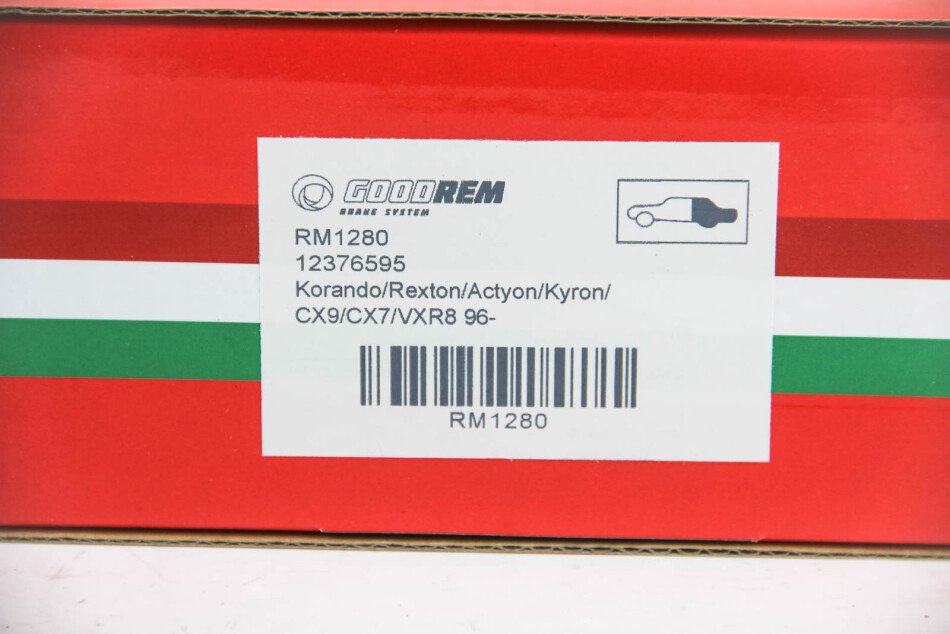 GOODREM
BRAKE SYSTEM
RM1280
12376595
Korando/Rexton/Actyon/Kyron/
CX9/CX7/VXR8 96-
RM1280